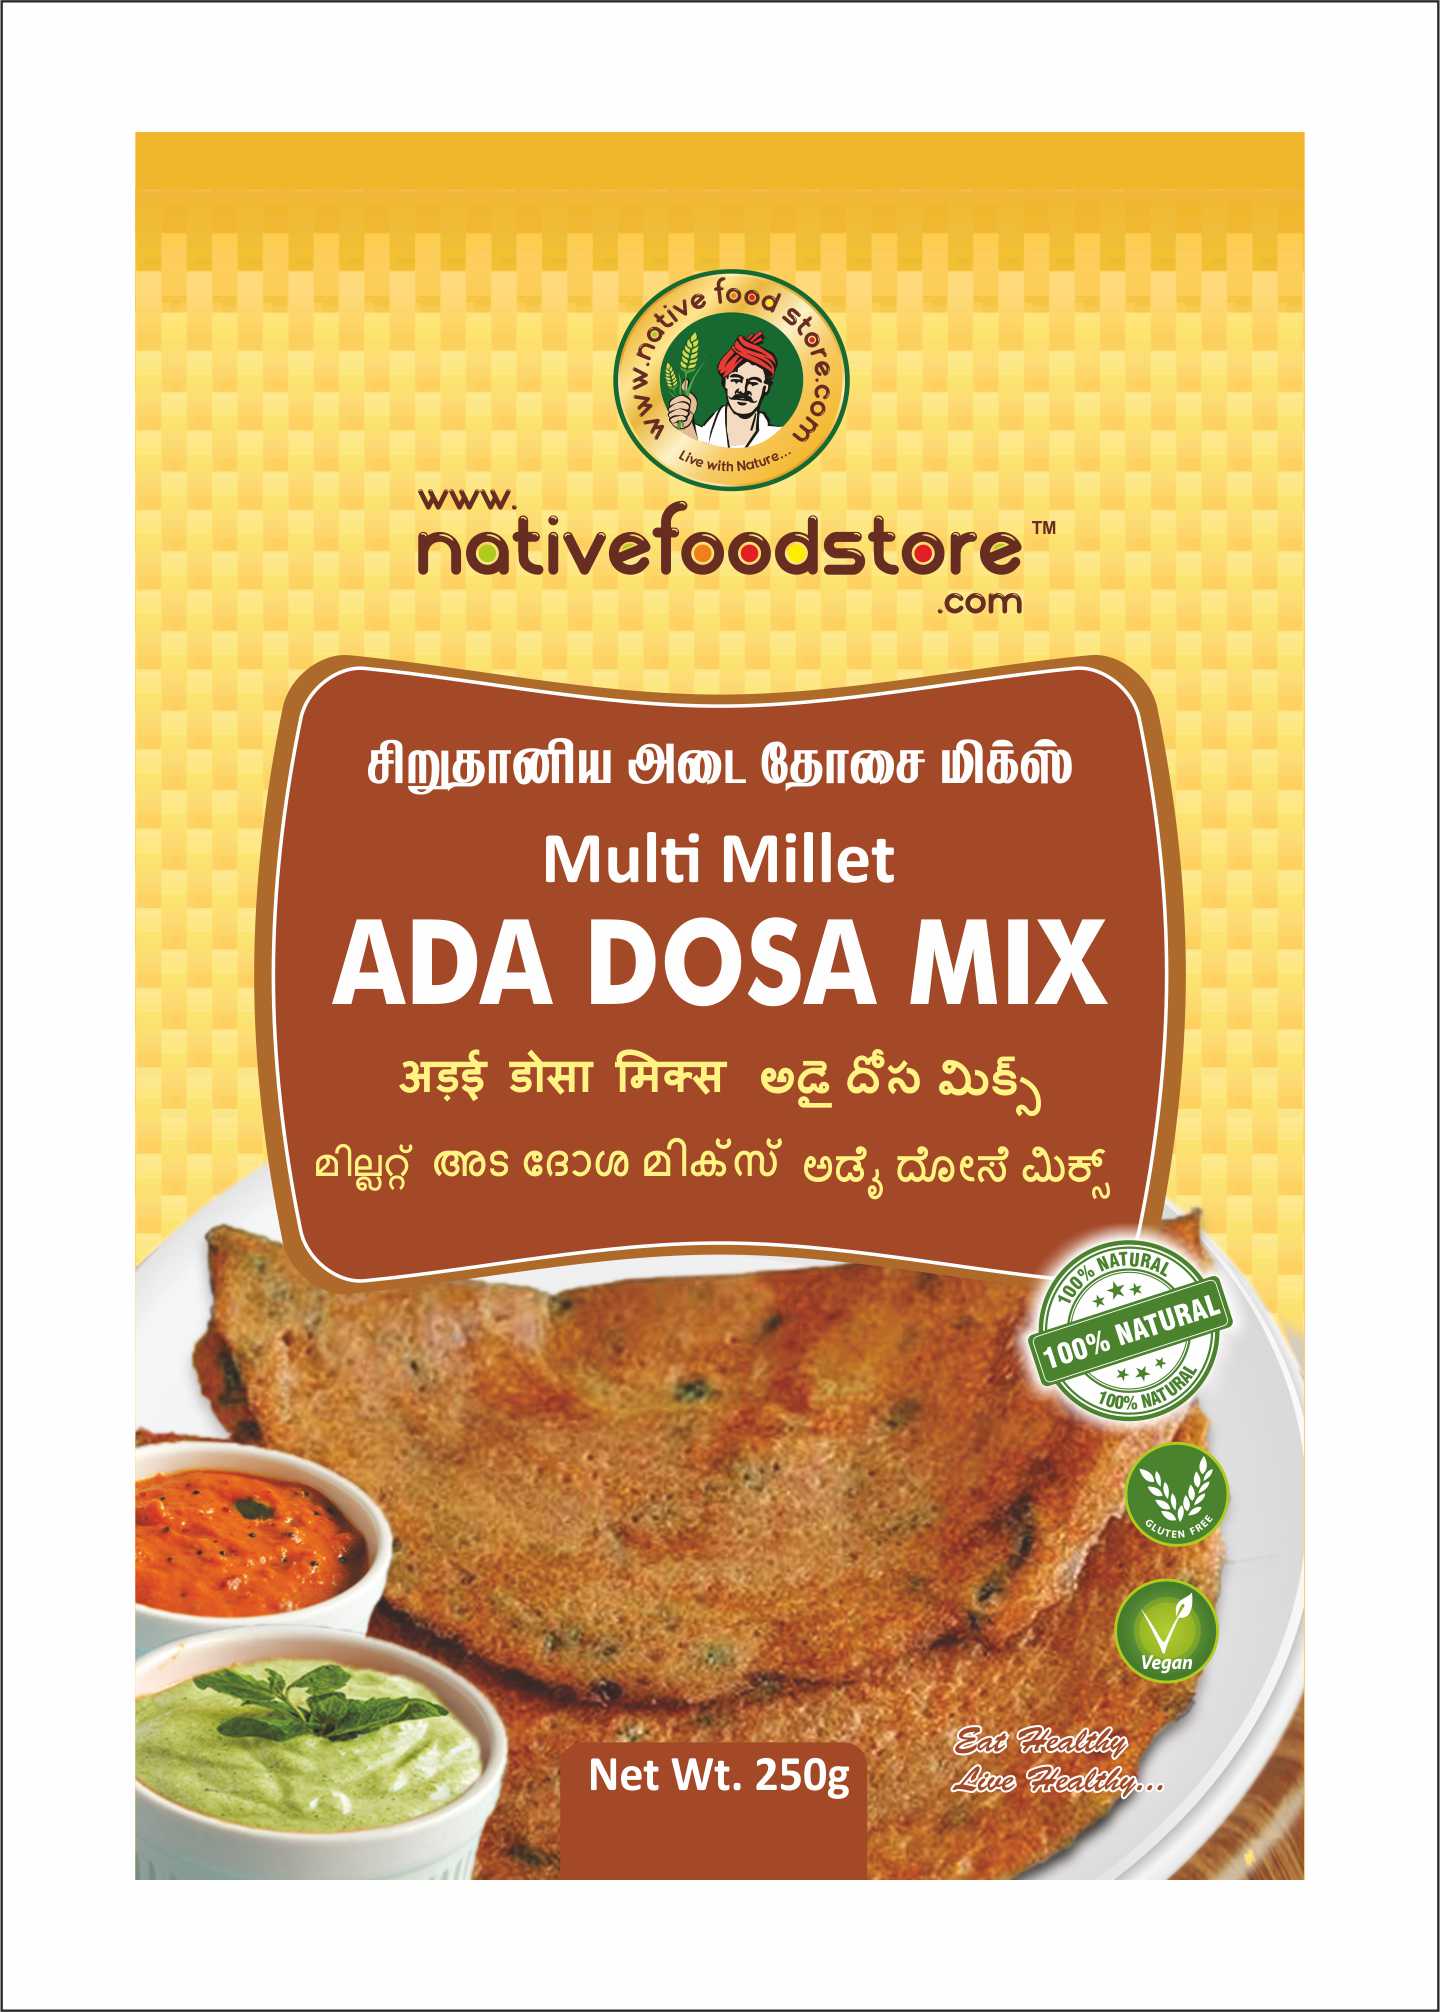 www.native food store.com
Live with Nature...
www.
nativefoodstore™
.com
சிறுதானிய அடை தோசை மிக்ஸ்
Multi Millet
ADA DOSA MIX
अड़ई डोसा मिक्स అడై దోస మిక్స్
മില്ലറ്റ് അട ദോശ മിക്സ് ಅಡೈ ದೋಸೆ ಮಿಕ್ಸ್
100% NATURAL
100% NATURAL
100% NATURAL
GLUTEN FREE
Vegan
Eat Healthy
Live Healthy...
Net Wt. 250g